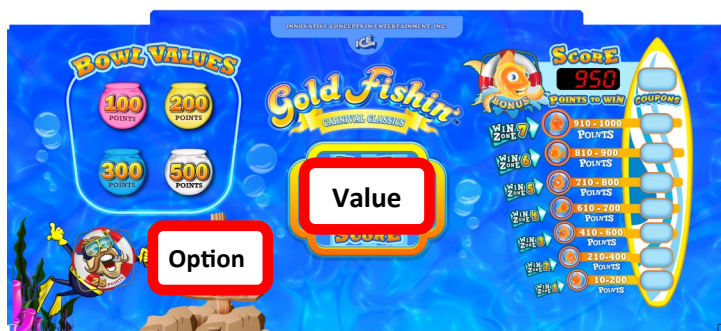 INNOVATIVE CONCEPTS IN ENTERTAINMENT, INC.
ICE
BOWL VALUES
100
POINTS
200
POINTS
300
POINTS
500
POINTS
Gold Fishin'
CARNIVAL CLASSICS
Value
SCORE
Option
POINTS
BONUS
SCORE
950
POINTS TO WIN
COUPONS
WIN ZONE 7
910 - 1000
POINTS
WIN ZONE 6
810 - 900
POINTS
WIN ZONE 5
710 - 800
POINTS
WIN ZONE 4
610 - 700
POINTS
WIN ZONE 3
410 - 600
POINTS
WIN ZONE 2
210-400
POINTS
WIN ZONE 1
10-200
POINTS